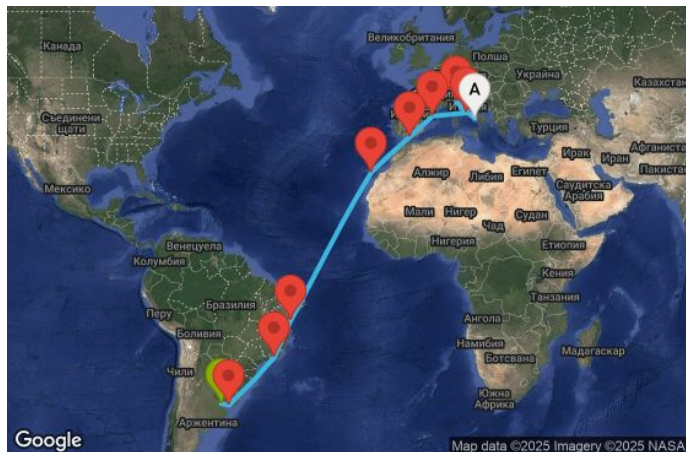 Великобритания
Канада
Полша
Украйна
Казахстан
Съединени
щати
Турция
Мексико
Ирак
Иран
Афганиста
Пакистан
Алжир
Либия
Египет
Саудитска
Арабия
Мали
Нигер
Чад
Судан
Нигерия
Етиопия
Венецуела
Колумбия
Кения
Танзания
Бразилия
Перу
Боливия
Ангола
Намибия
Ботсвана
Мадагаскар
Чили
Южна
Африка
Аржентина
A
Google
Map data ©2025 Imagery ©2025 NASA